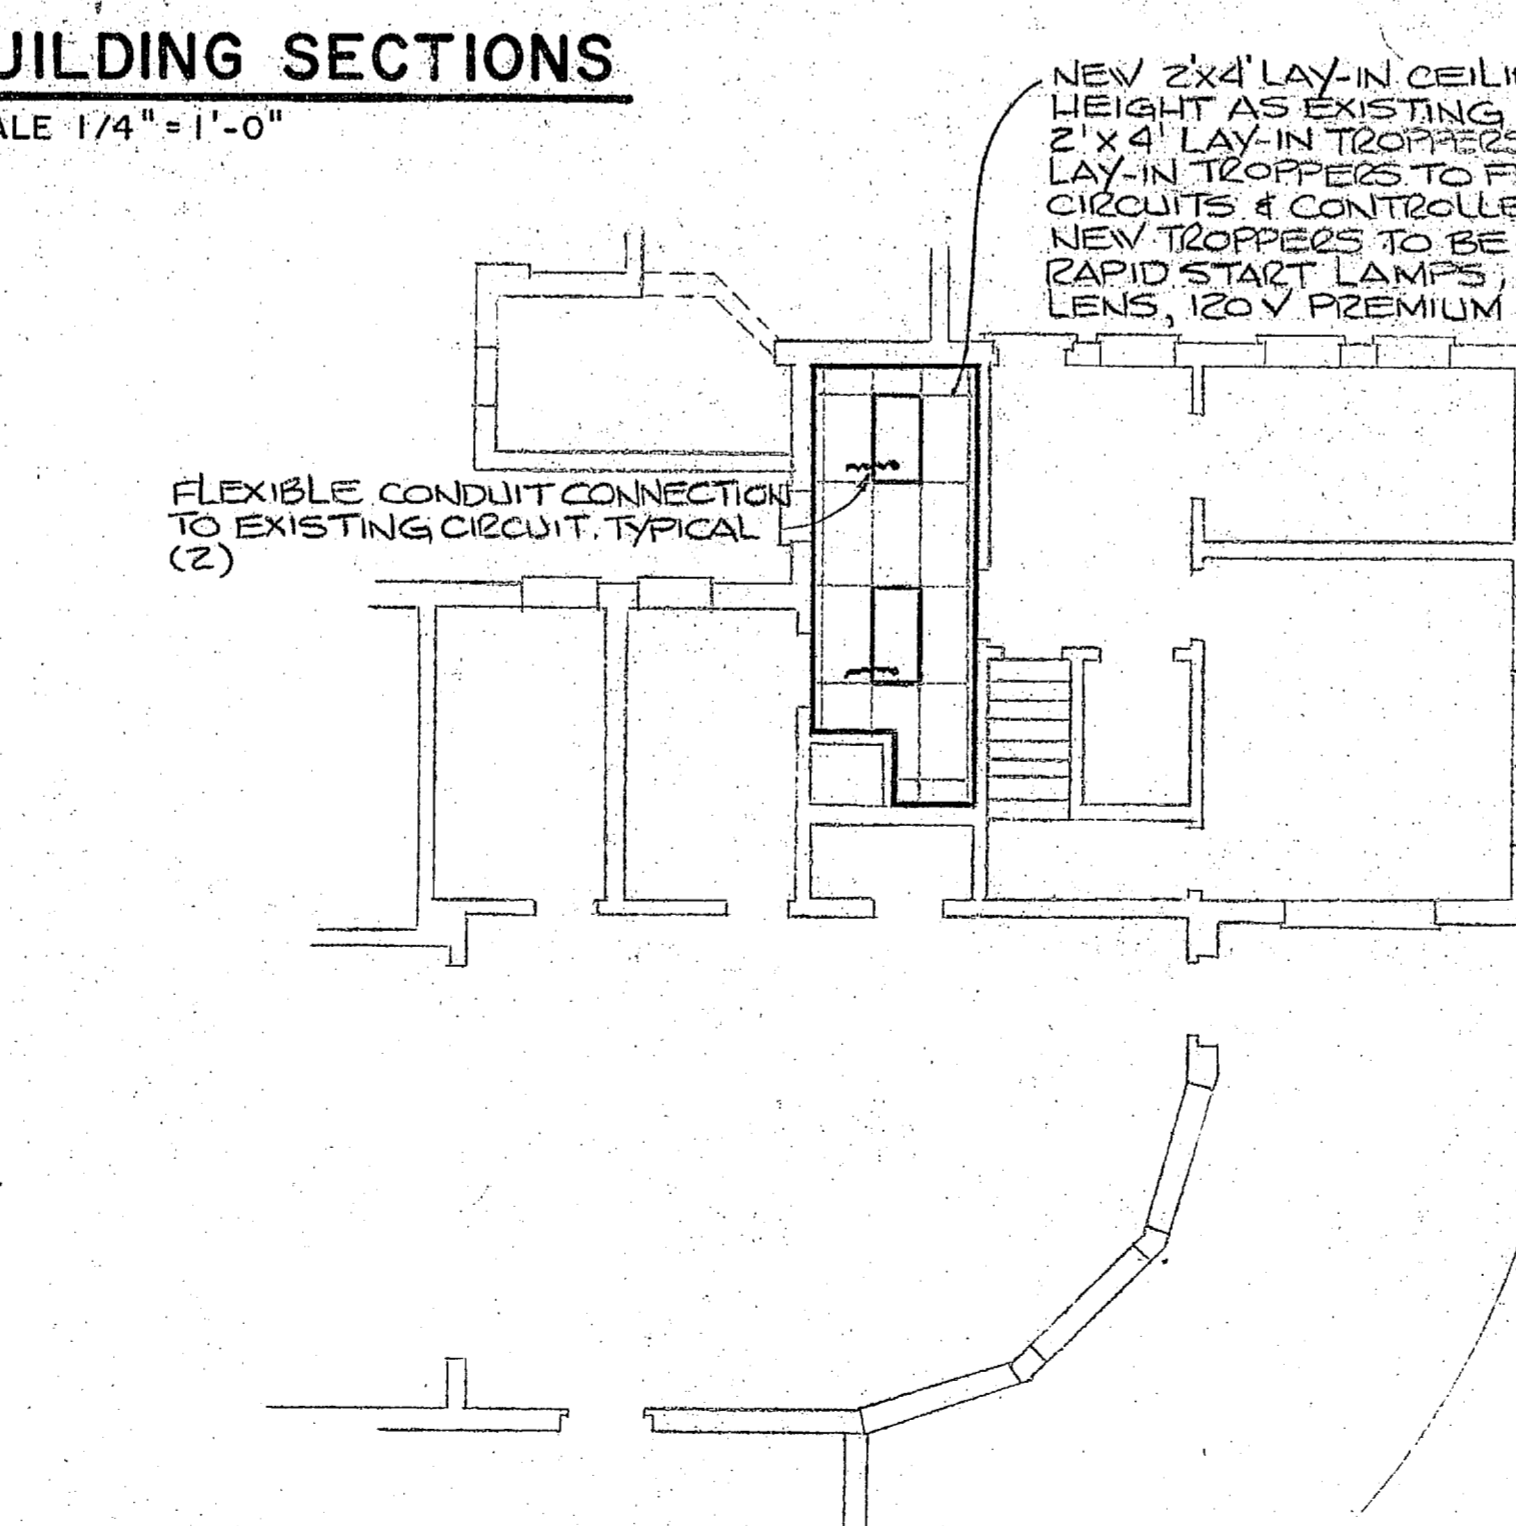 UILDING SECTIONS
ALE 1/4" = 1'-0"
NEW 2'X4' LAY-IN CEILI
HEIGHT AS EXISTING
2'X4' LAY-IN TROPPERS
LAY-IN TROPPERS TO F
CIRCUITS & CONTROLLE
NEW TROPPERS TO BE
RAPID START LAMPS,
LENS, 120V PREMIUM
FLEXIBLE CONDUIT CONNECTION
TO EXISTING CIRCUIT. TYPICAL
(2)